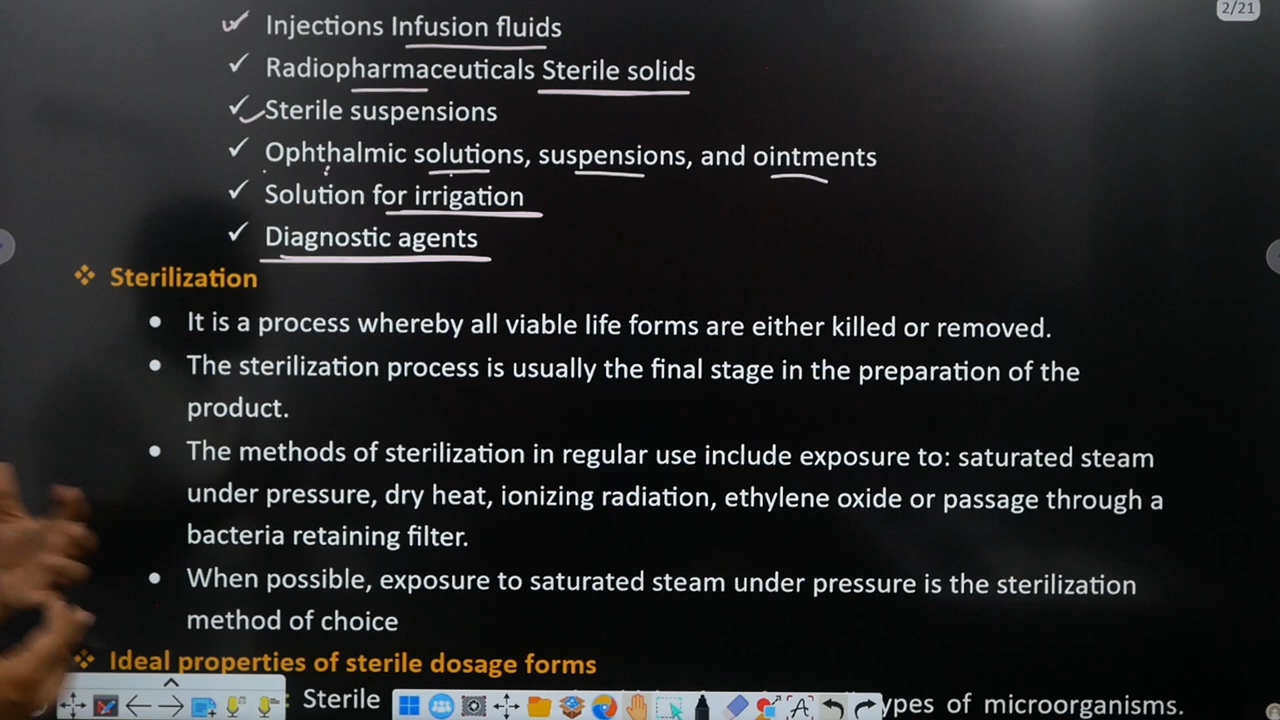 2/21
✓ Injections Infusion fluids
✓ Radiopharmaceuticals Sterile solids
✓ Sterile suspensions
✓ Ophthalmic solutions, suspensions, and ointments
✓ Solution for irrigation
✓ Diagnostic agents
❖ Sterilization
• It is a process whereby all viable life forms are either killed or removed.
• The sterilization process is usually the final stage in the preparation of the
product.
• The methods of sterilization in regular use include exposure to: saturated steam
under pressure, dry heat, ionizing radiation, ethylene oxide or passage through a
bacteria retaining filter.
• When possible, exposure to saturated steam under pressure is the sterilization
method of choice
❖ Ideal properties of sterile dosage forms
: Sterile ypes of microorganisms.